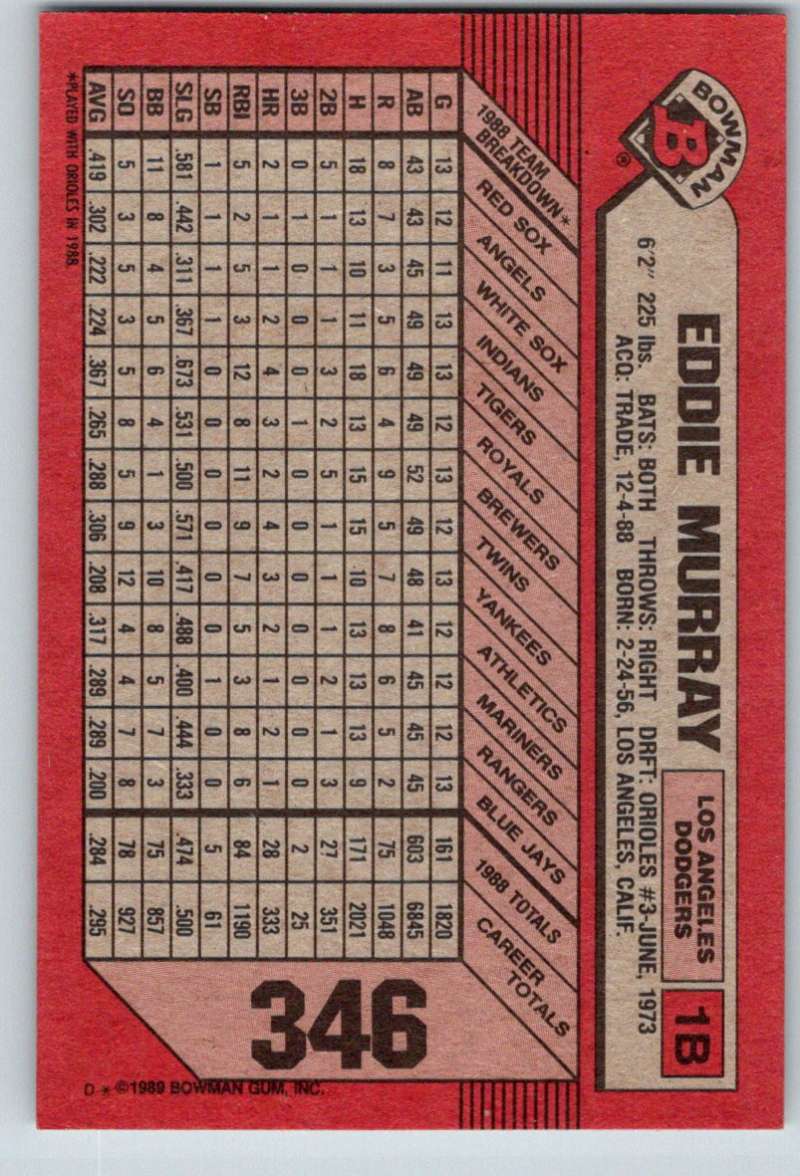 BOWMAN
B
®
EDDIE MURRAY
LOS ANGELES
DODGERS
1B
6'2" 225 lbs. BATS: BOTH THROWS: RIGHT DRFT: ORIOLES #3-JUNE, 1973
ACQ: TRADE, 12-4-88 BORN: 2-24-56, LOS ANGELES, CALIF.
1988 TEAM
BREAKDOWN*
RED SOX
ANGELS
WHITE SOX
INDIANS
TIGERS
ROYALS
BREWERS
TWINS
YANKEES
ATHLETICS
MARINERS
RANGERS
BLUE JAYS
1988 TOTALS
CAREER
TOTALS
G 13 12 11 13 13 12 13 12 13 12 12 12 13 161 1820
AB 43 43 45 49 49 49 52 49 48 41 45 45 45 603 6845
R 8 7 3 5 6 4 9 5 7 8 6 5 2 75 1048
H 18 13 10 11 18 13 15 15 10 13 13 13 9 171 2021
2B 5 1 1 1 3 2 5 1 1 1 2 1 3 27 351
3B 0 1 0 0 0 1 0 0 0 0 0 0 0 2 25
HR 2 1 1 2 4 3 2 4 3 2 1 2 1 28 333
RBI 5 2 5 3 12 8 11 9 7 5 3 8 6 84 1190
SB 1 1 1 1 0 0 0 0 0 0 1 0 0 5 61
SLG .581 .442 .311 .367 .673 .531 .500 .571 .417 .488 .400 .444 .333 .474 .500
BB 11 8 4 5 6 4 1 3 10 8 5 7 3 75 857
SO 5 3 5 3 5 8 5 9 12 4 4 7 8 78 927
AVG .419 .302 .222 .224 .367 .265 .288 .306 .208 .317 .289 .289 .200 .284 .295
*PLAYED WITH ORIOLES IN 1988
346
D * ©1989 BOWMAN GUM, INC.